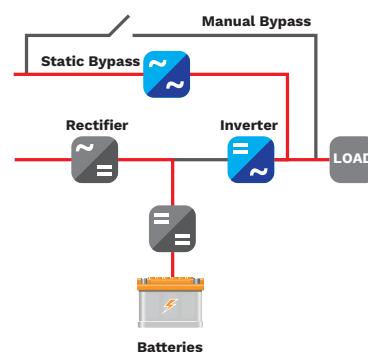 Manual Bypass
Static Bypass
Rectifier
Inverter
LOAD
Batteries